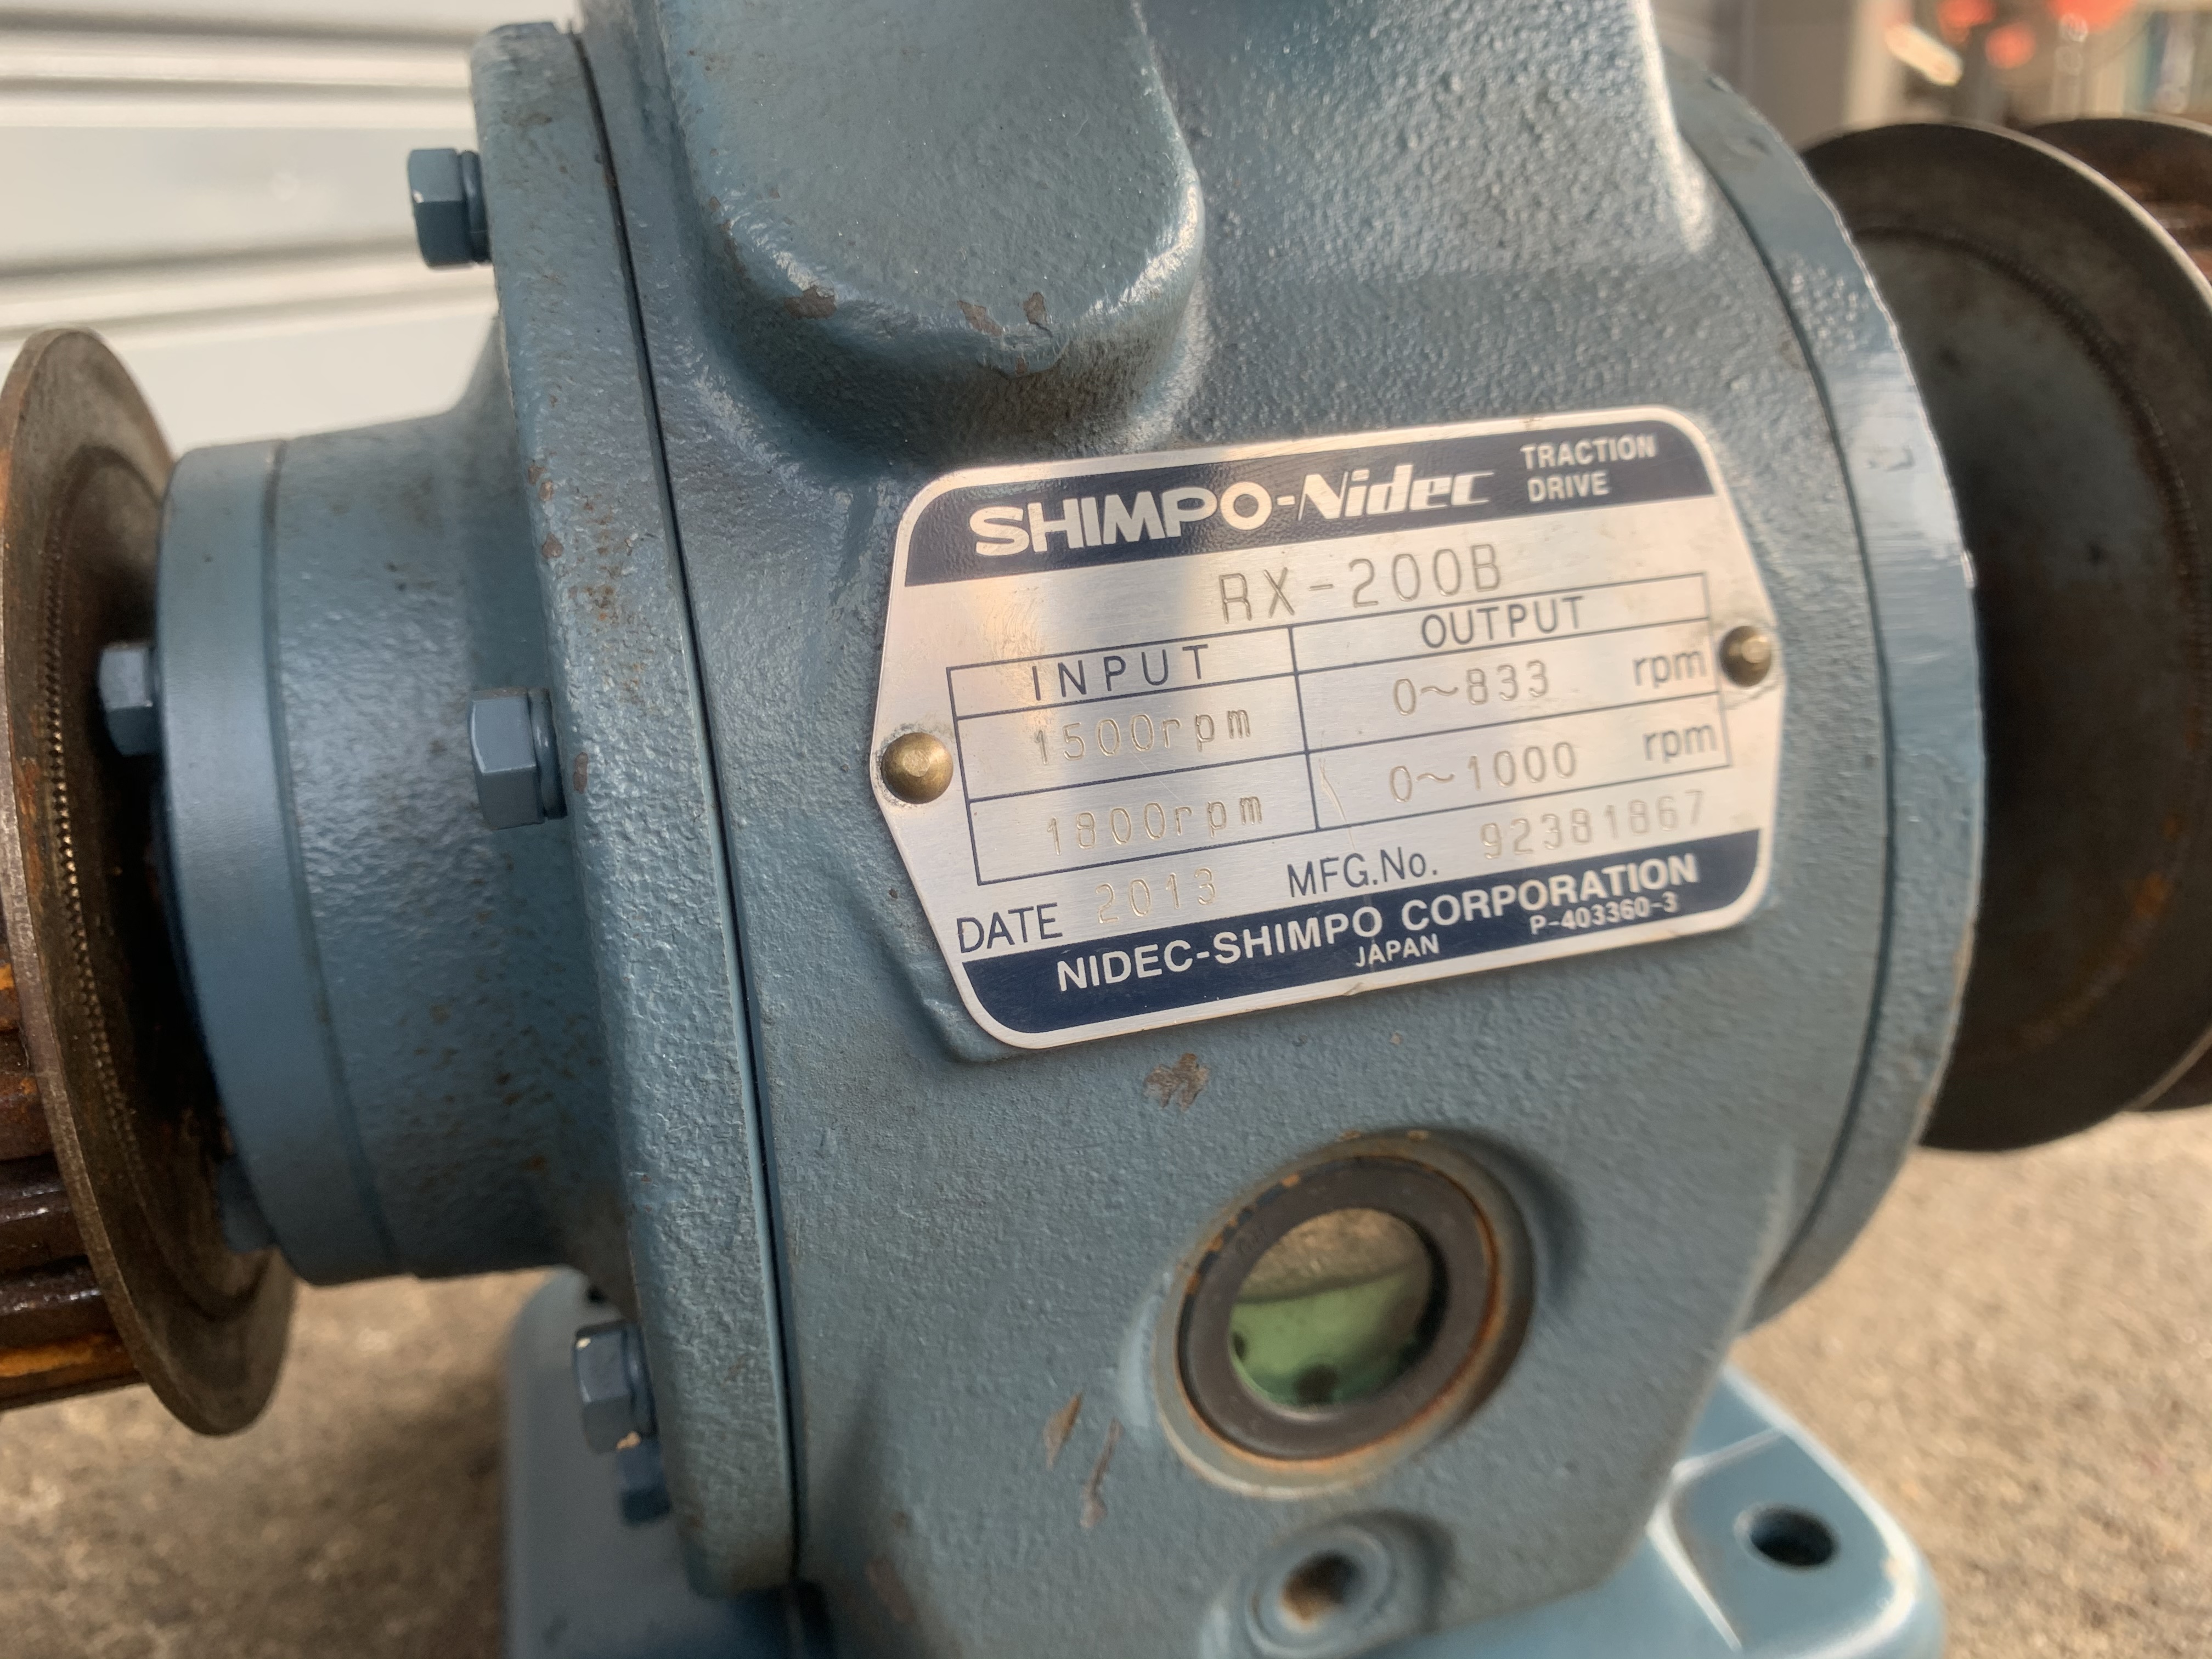 SHIMPO-Nidec TRACTION DRIVE
RX-200B
INPUT OUTPUT
1500rpm 0~833 rpm
1800rpm 0~1000 rpm
DATE 2013 MFG.No. 92381867
NIDEC-SHIMPO CORPORATION
JAPAN P-403360-3